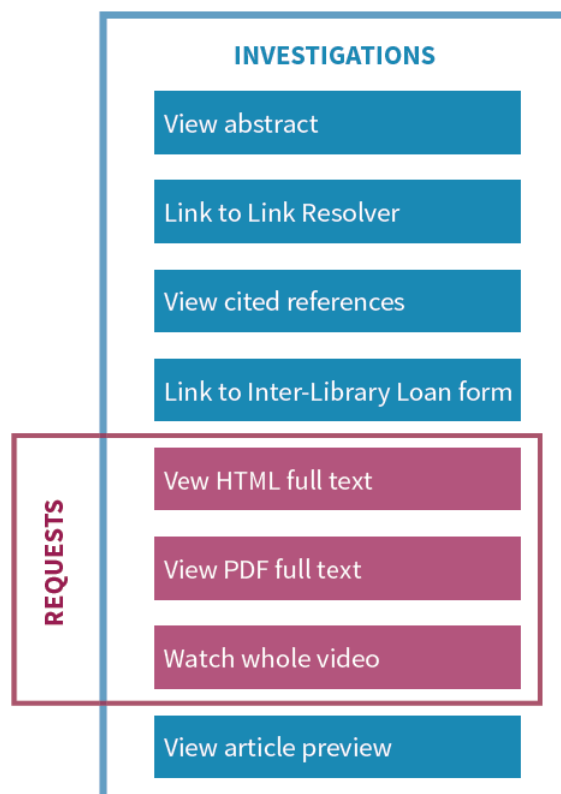 INVESTIGATIONS
View abstract
Link to Link Resolver
View cited references
Link to Inter-Library Loan form
REQUESTS
Vew HTML full text
View PDF full text
Watch whole video
View article preview